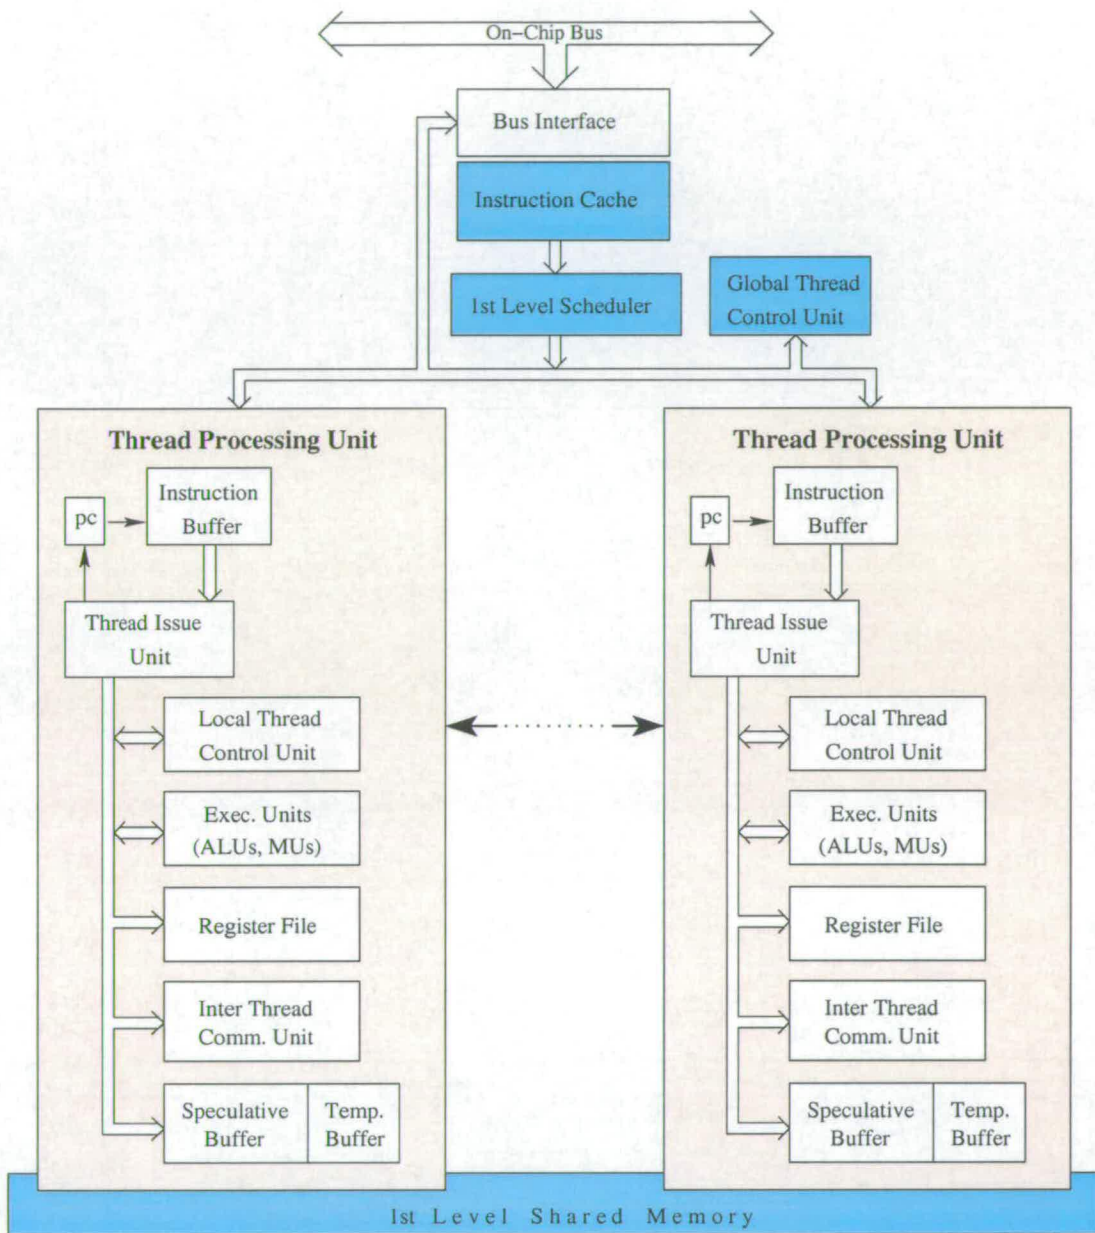 On-Chip Bus
Bus Interface
Instruction Cache
1st Level Scheduler
Global Thread
Control Unit
Thread Processing Unit
Instruction
Buffer
pc
Thread Issue
Unit
Local Thread
Control Unit
Exec. Units
(ALUs, MUs)
Register File
Inter Thread
Comm. Unit
Speculative
Buffer
Temp.
Buffer
Thread Processing Unit
Instruction
Buffer
pc
Thread Issue
Unit
Local Thread
Control Unit
Exec. Units
(ALUs, MUs)
Register File
Inter Thread
Comm. Unit
Speculative
Buffer
Temp.
Buffer
1st Level Shared Memory